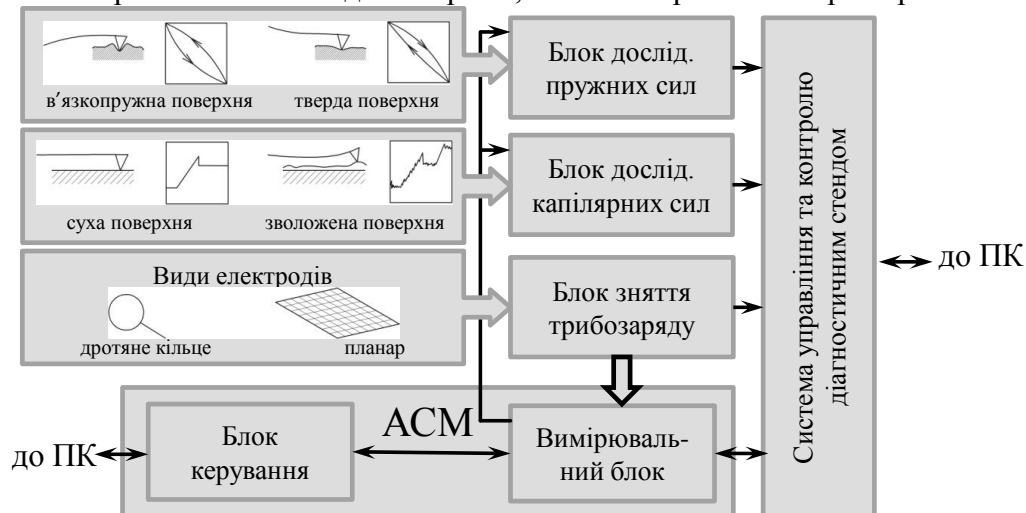 в′язкопружна поверхня
тверда поверхня
суха поверхня
зволожена поверхня
Види електродів
дротяне кільце
планар
Блок дослід.
пружних сил
Блок дослід.
капілярних сил
Блок зняття
трибозаряду
АСМ
до ПК
Блок
керування
Вимірюваль-
ний блок
Система управління та контролю
діагностичним стендом
до ПК